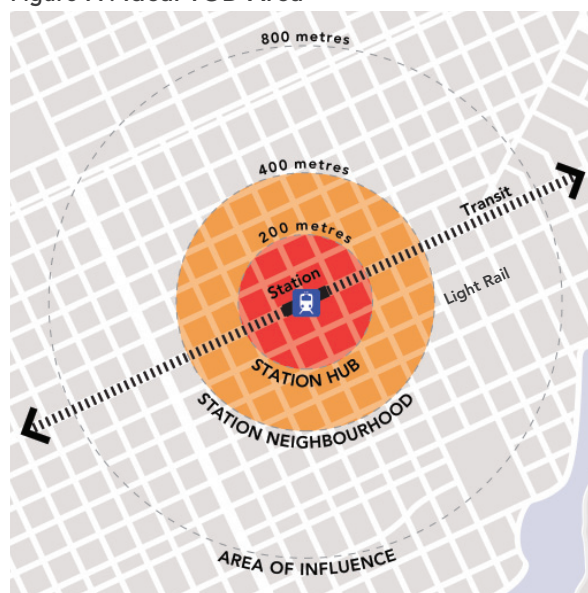 800 metres
400 metres
Transit
200 metres
Station
Light Rail
STATION HUB
STATION NEIGHBOURHOOD
AREA OF INFLUENCE